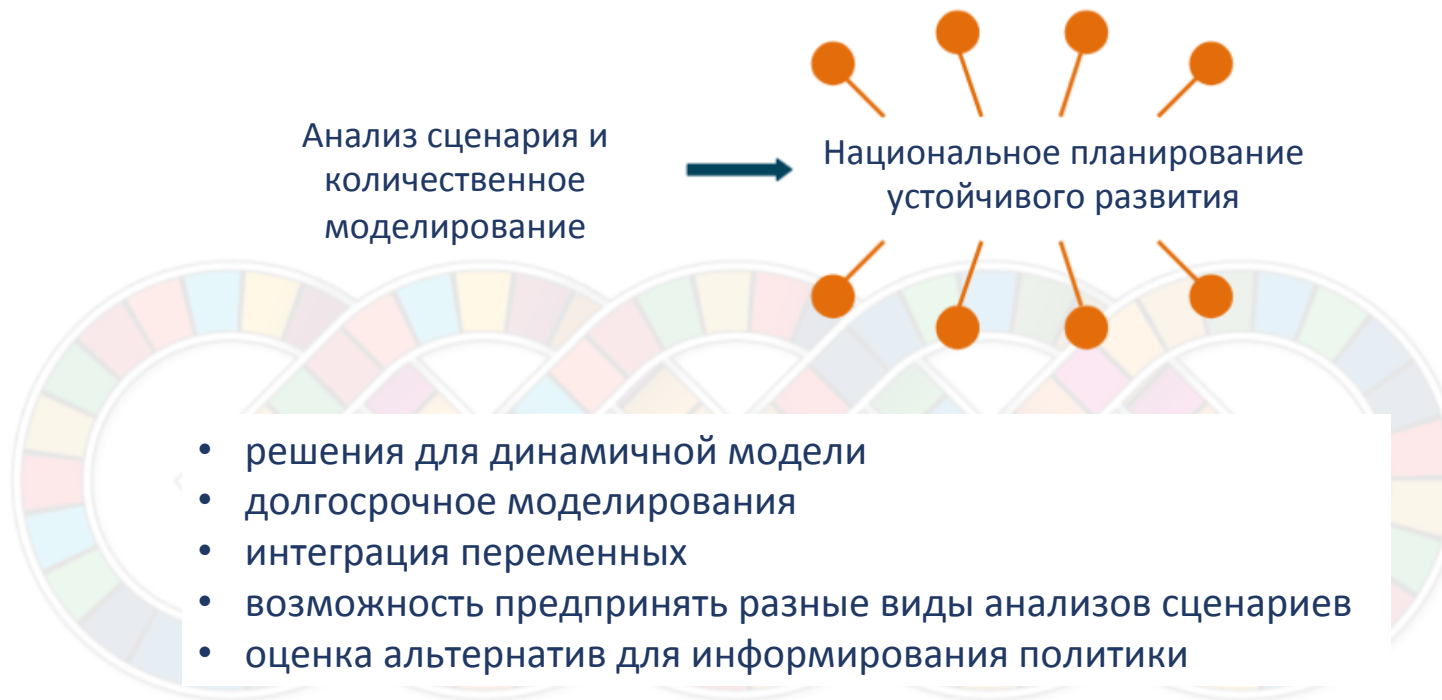 Анализ сценария и
количественное
моделирование
Национальное планирование
устойчивого развития
• решения для динамичной модели
• долгосрочное моделирования
• интеграция переменных
• возможность предпринять разные виды анализов сценариев
• оценка альтернатив для информирования политики